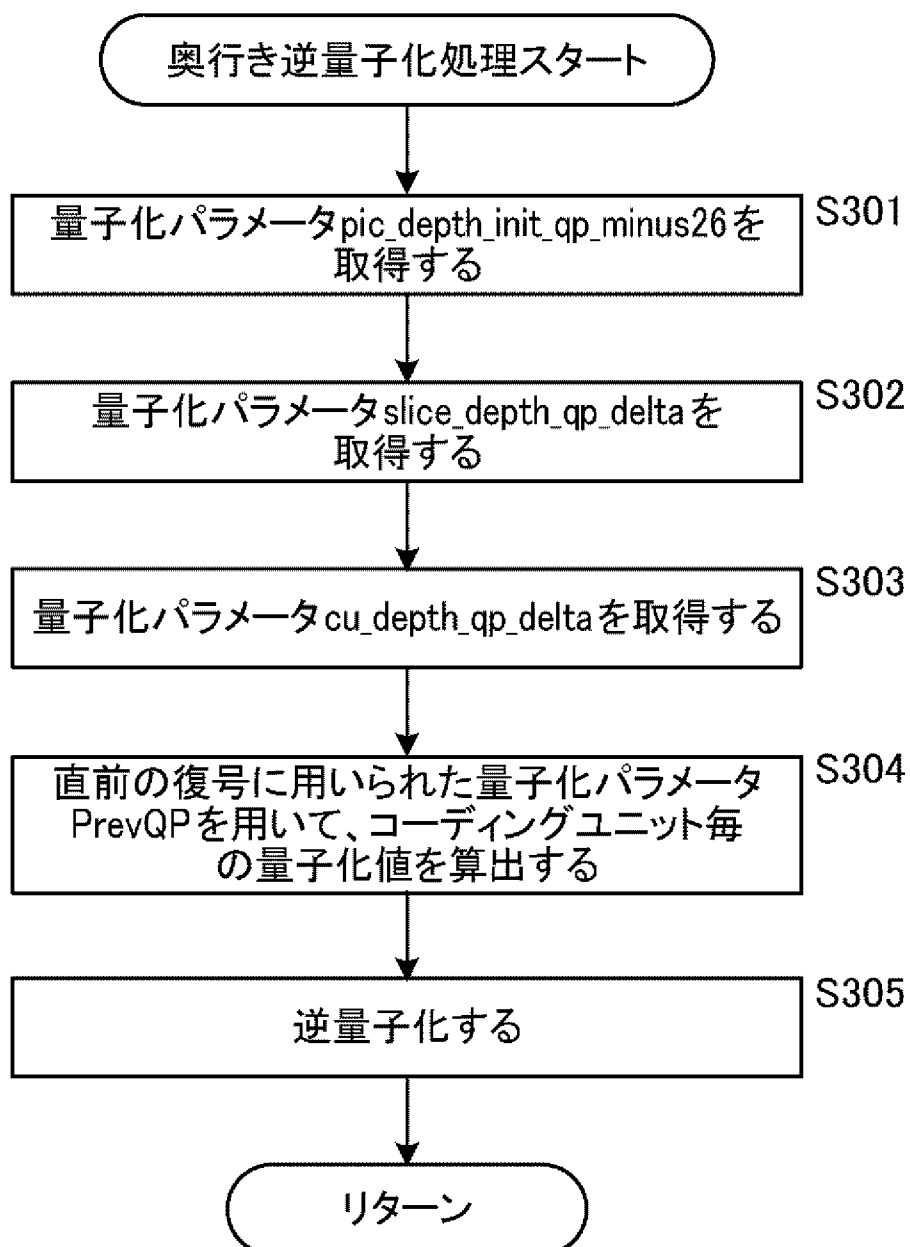 奥行き逆量子化処理スタート
量子化パラメータpic_depth_init_qp_minus26を
取得する
S301
量子化パラメータslice_depth_qp_deltaを
取得する
S302
量子化パラメータcu_depth_qp_deltaを取得する
S303
直前の復号に用いられた量子化パラメータ
PrevQPを用いて、コーディングユニット毎
の量子化値を算出する
S304
逆量子化する
S305
リターン